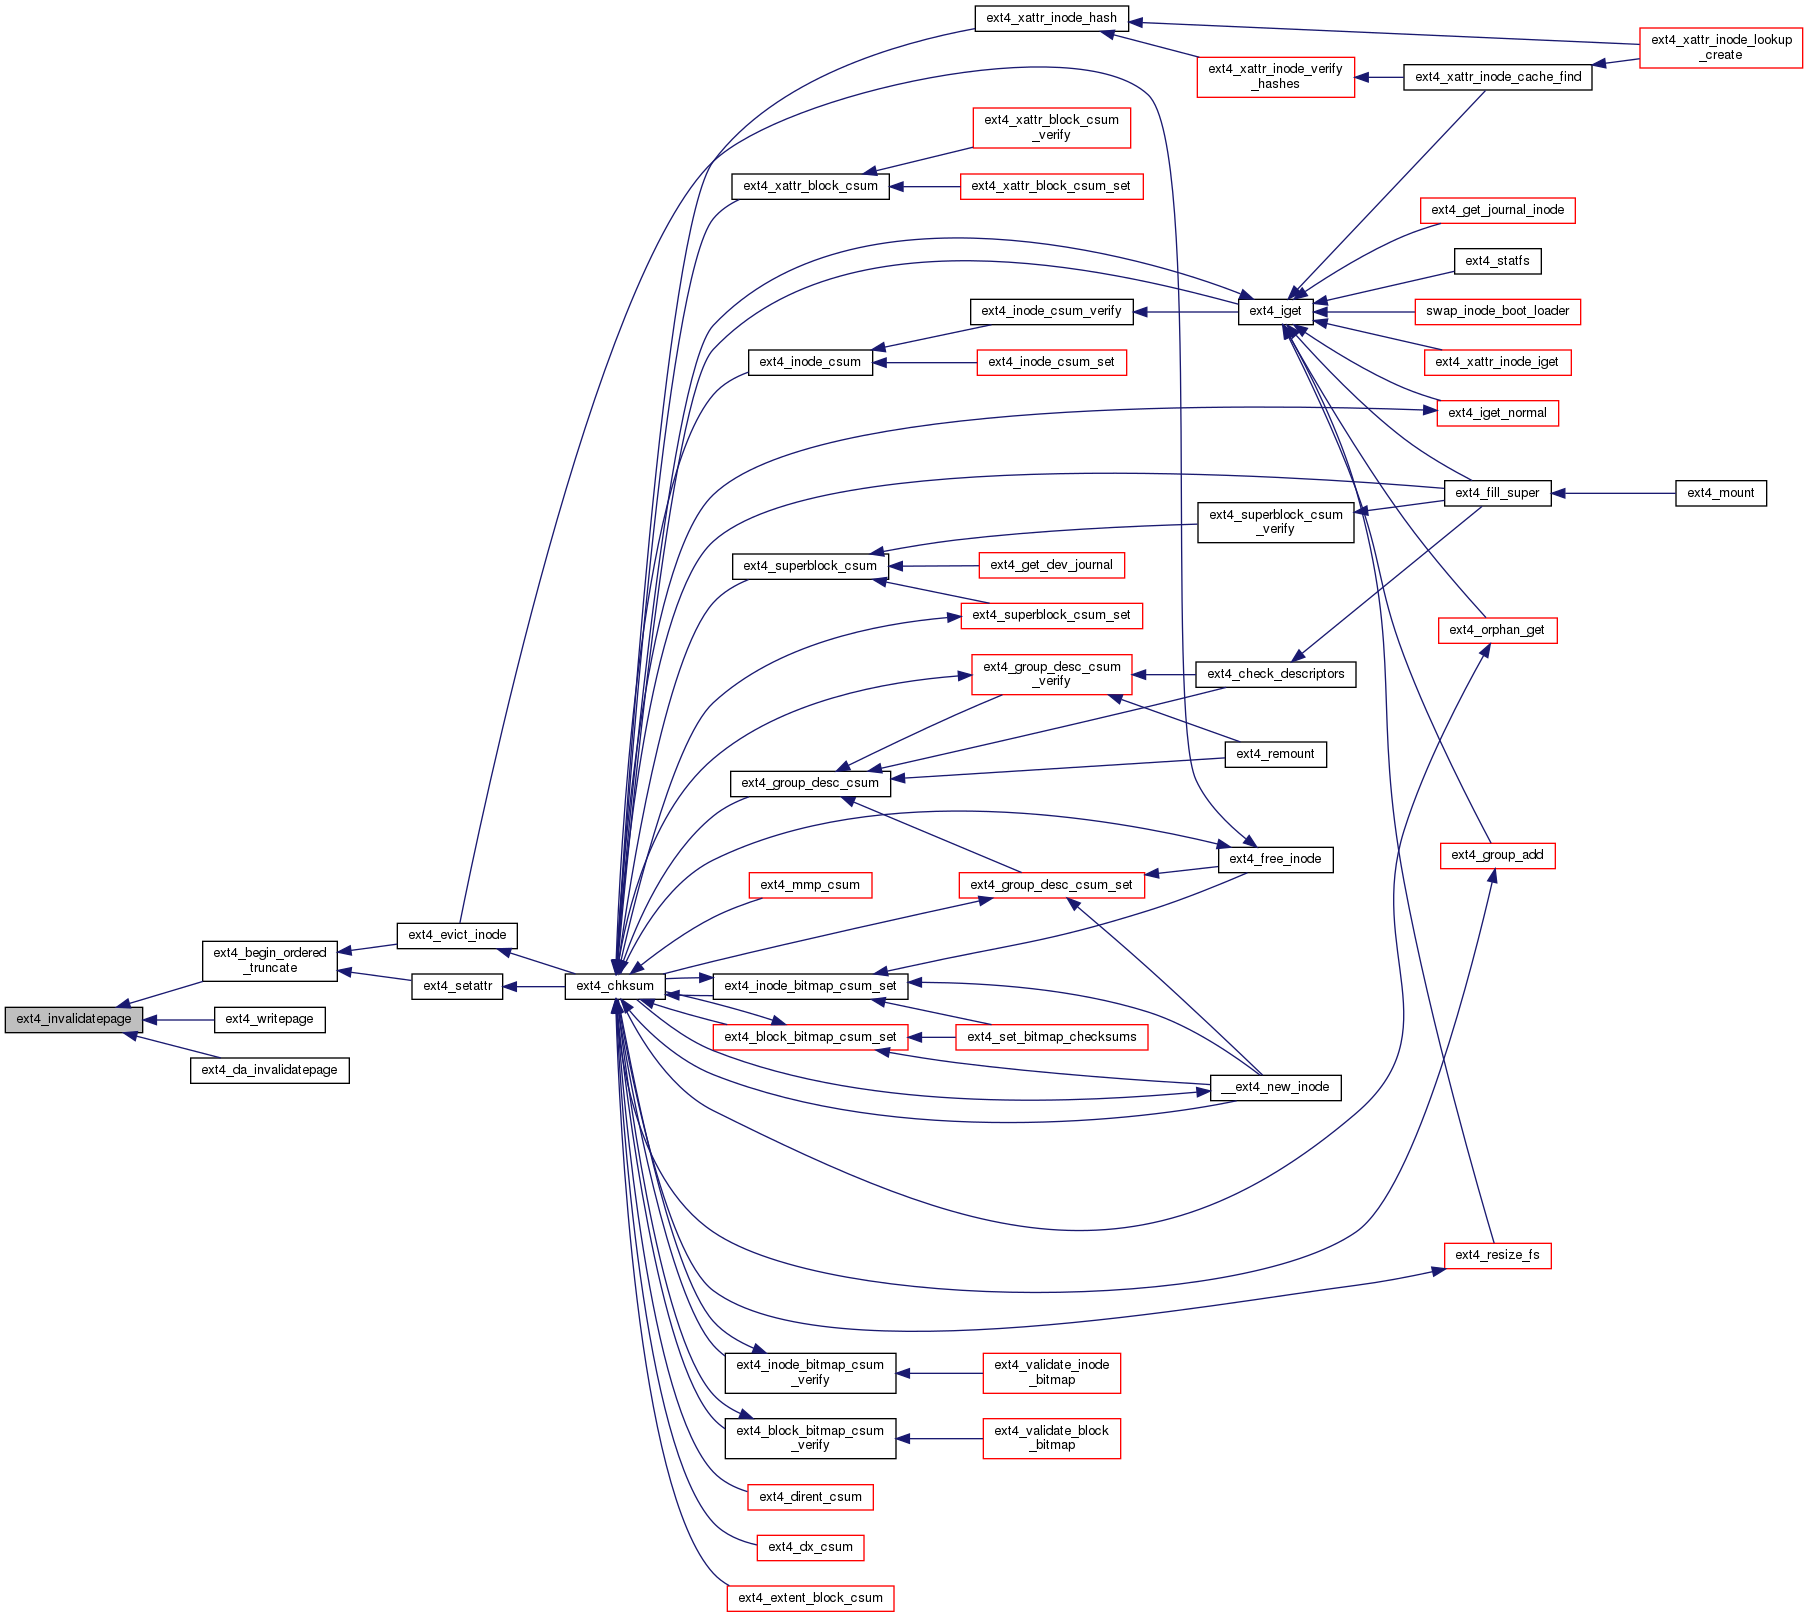 ext4_xattr_inode_hash
ext4_xattr_inode_lookup
_create
ext4_xattr_inode_verify
_hashes
ext4_xattr_inode_cache_find
ext4_xattr_block_csum
_verify
ext4_xattr_block_csum
ext4_xattr_block_csum_set
ext4_get_journal_inode
ext4_statfs
ext4_inode_csum_verify
ext4_iget
swap_inode_boot_loader
ext4_inode_csum
ext4_inode_csum_set
ext4_xattr_inode_iget
ext4_iget_normal
ext4_fill_super
ext4_mount
ext4_superblock_csum
_verify
ext4_superblock_csum
ext4_get_dev_journal
ext4_superblock_csum_set
ext4_orphan_get
ext4_group_desc_csum
_verify
ext4_check_descriptors
ext4_remount
ext4_group_desc_csum
ext4_free_inode
ext4_group_add
ext4_mmp_csum
ext4_group_desc_csum_set
ext4_evict_inode
ext4_begin_ordered
_truncate
ext4_setattr
ext4_chksum
ext4_inode_bitmap_csum_set
ext4_invalidatepage
ext4_writepage
ext4_block_bitmap_csum_set
ext4_set_bitmap_checksums
ext4_da_invalidatepage
__ext4_new_inode
ext4_resize_fs
ext4_inode_bitmap_csum
_verify
ext4_validate_inode
_bitmap
ext4_block_bitmap_csum
_verify
ext4_validate_block
_bitmap
ext4_dirent_csum
ext4_dx_csum
ext4_extent_block_csum